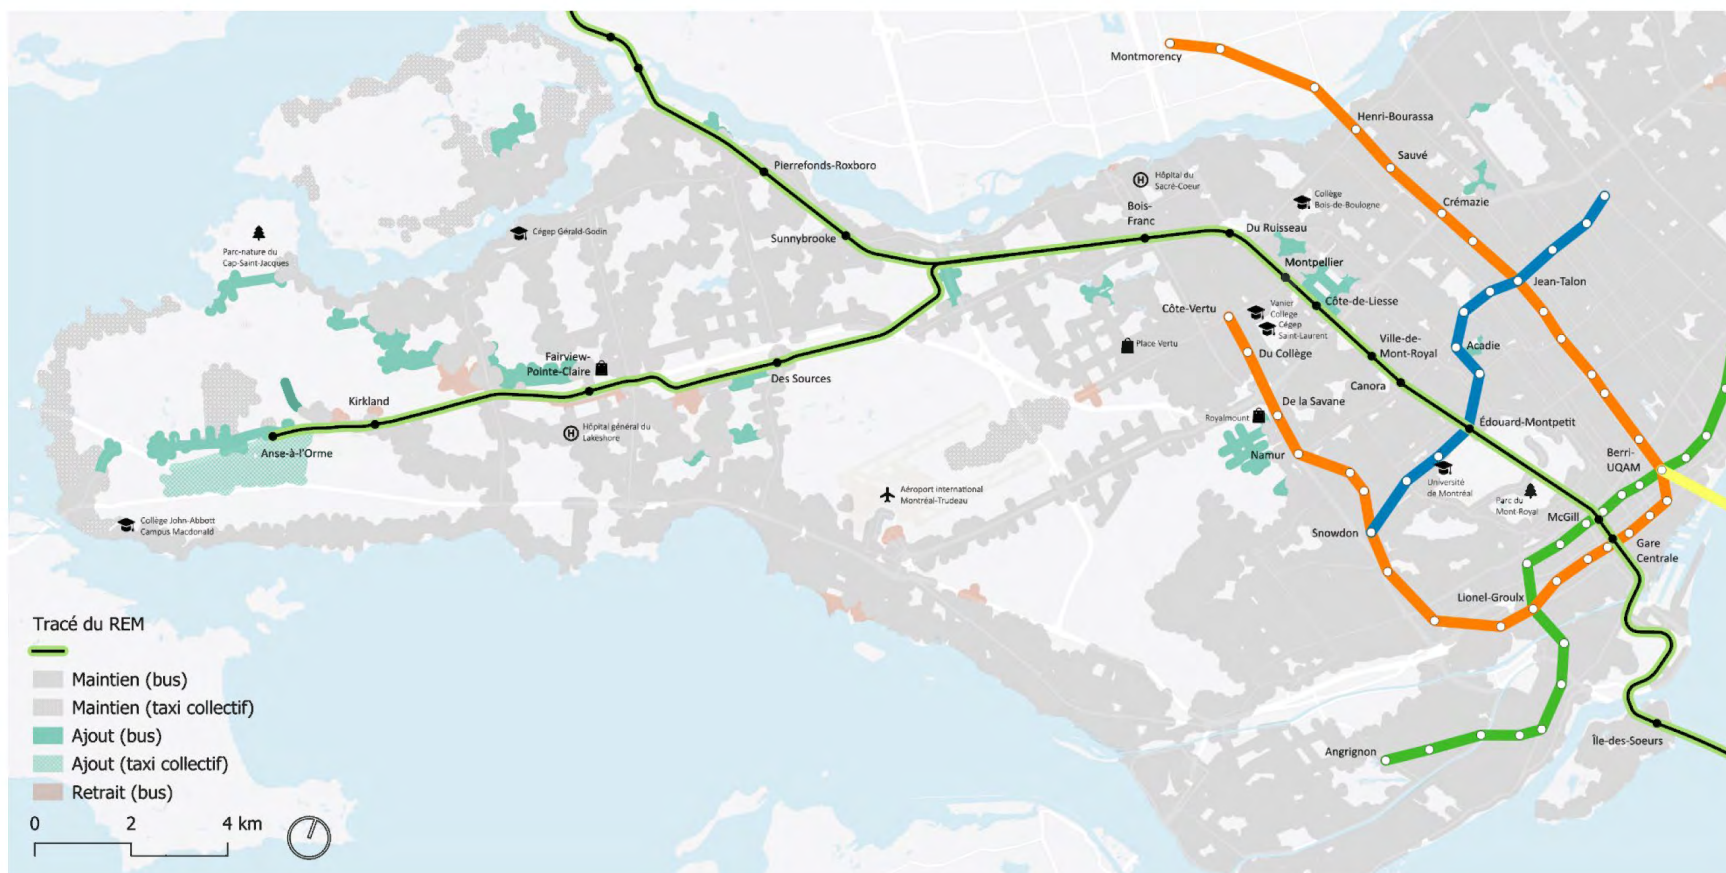 Montmorency
Henri-Bourassa
Sauvé
Crémazie
Jean-Talon
Acadie
Pierrefonds-Roxboro
Sunnybrooke
Hôpital du
Sacré-Coeur
Bois-
Franc
Collège
Bois-de-Boulogne
Du Ruisseau
Montpellier
Côte-de-Liesse
Ville-de-
Mont-Royal
Canora
Édouard-Montpetit
Côte-Vertu
Vanier
College
Cégep
Saint-Laurent
Du Collège
Place Vertu
De la Savane
Royalmount
Namur
Snowdon
Université
de Montréal
Parc du
Mont-Royal
Berri-
UQAM
McGill
Gare
Centrale
Lionel-Groulx
Angrignon
Île-des-Soeurs
Parc-nature du
Cap-Saint-Jacques
Cégep Gérald-Godin
Fairview-
Pointe-Claire
Des Sources
Kirkland
Anse-à-l'Orme
Hôpital général du
Lakeshore
Aéroport international
Montréal-Trudeau
Collège John-Abbott
Campus Macdonald
Tracé du REM
Maintien (bus)
Maintien (taxi collectif)
Ajout (bus)
Ajout (taxi collectif)
Retrait (bus)
0 2 4 km